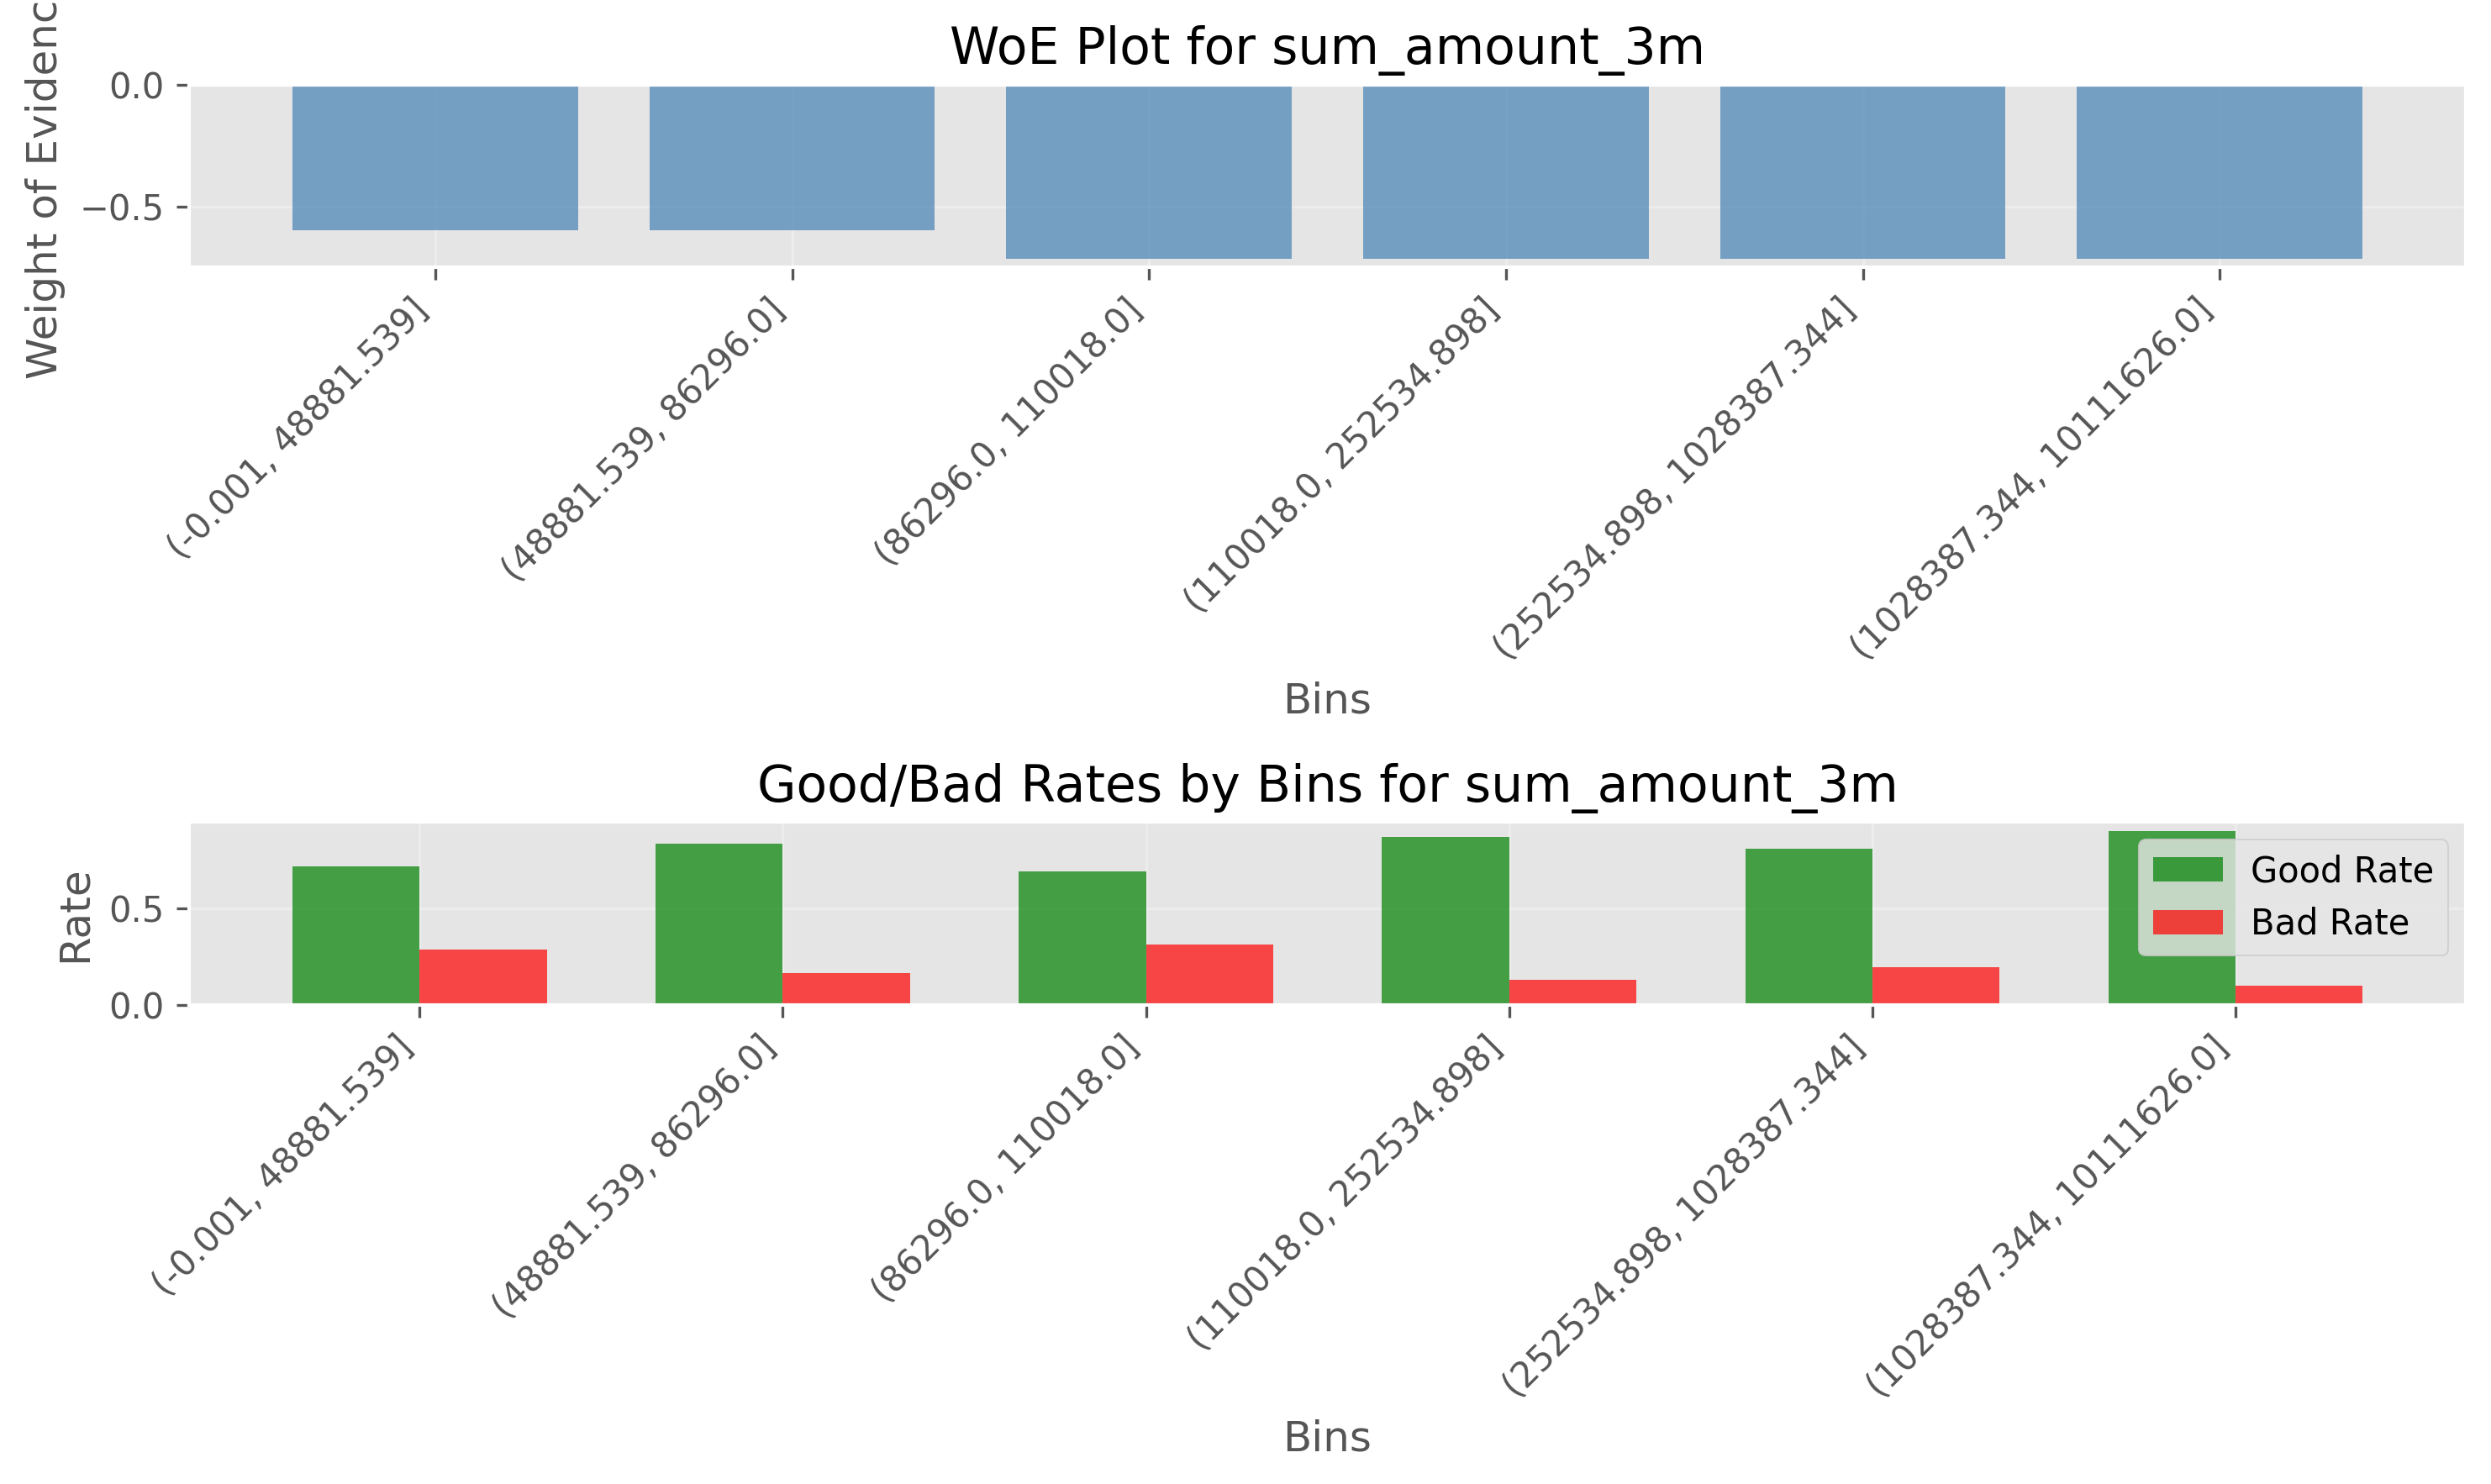 WoE Plot for sum_amount_3m
Weight of Evidenc
0.0
−0.5
(-0.001, 48881.539]
(48881.539, 86296.0]
(86296.0, 110018.0]
(110018.0, 252534.898]
(252534.898, 1028387.344]
(1028387.344, 10111626.0]
Bins
Good/Bad Rates by Bins for sum_amount_3m
Rate
0.5
0.0
Good Rate
Bad Rate
(-0.001, 48881.539]
(48881.539, 86296.0]
(86296.0, 110018.0]
(110018.0, 252534.898]
(252534.898, 1028387.344]
(1028387.344, 10111626.0]
Bins